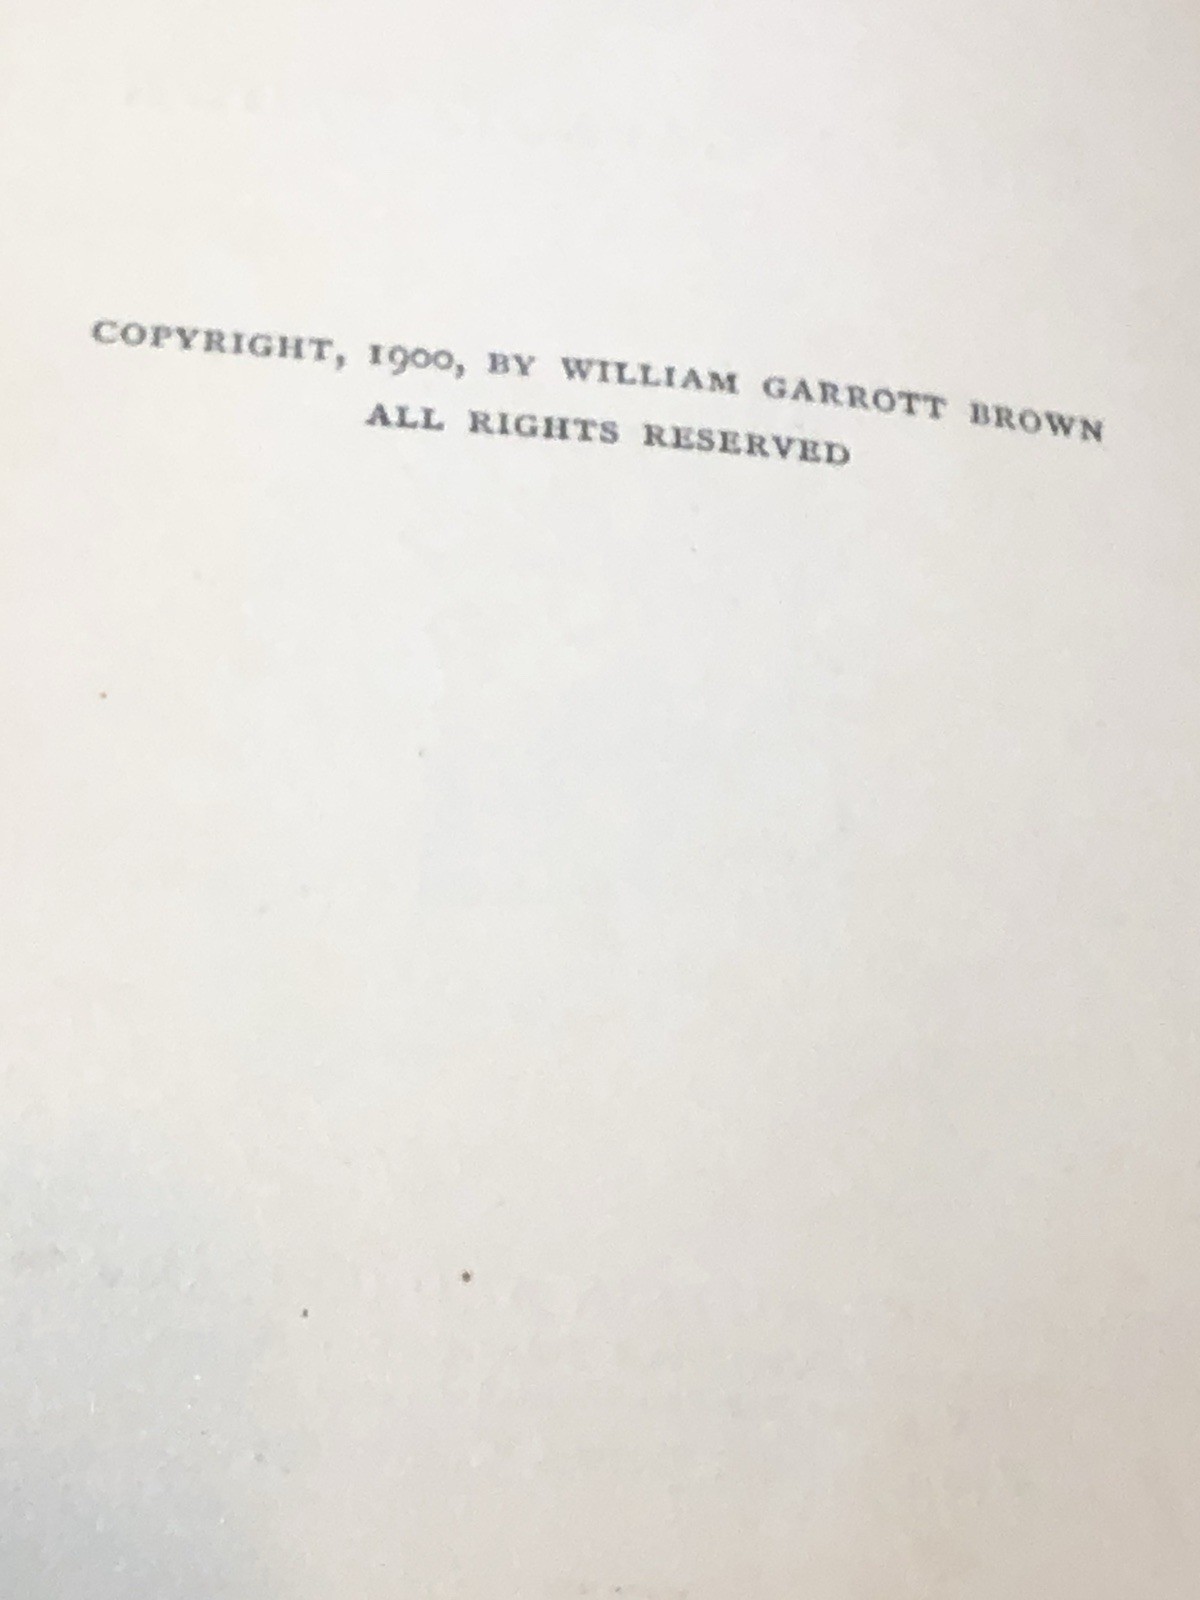 COPYRIGHT, 1900, BY WILLIAM GARROTT BROWN
ALL RIGHTS RESERVED